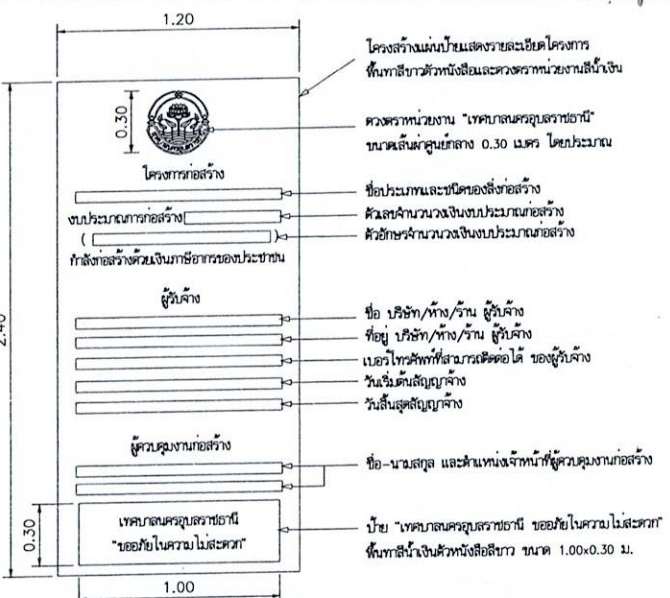 1.20
โครงสร้างแผ่นป้ายแสดงรายละเอียดโครงการ
พื้นทาสีขาวตัวหนังสือและดวงตราหน่วยงานสีน้ำเงิน
0.30
ดวงตราหน่วยงาน "เทศบาลนครอุบลราชธานี"
ขนาดเส้นผ่าศูนย์กลาง 0.30 เมตร โดยประมาณ
โครงการก่อสร้าง
ชื่อประเภทและชนิดของสิ่งก่อสร้าง
งบประมาณการก่อสร้าง
ตัวเลขจำนวนวงเงินงบประมาณก่อสร้าง
( )
ตัวอักษรจำนวนวงเงินงบประมาณก่อสร้าง
กำลังก่อสร้างด้วยเงินภาษีอากรของประชาชน
2.40
ผู้รับจ้าง
ชื่อ บริษัท/ห้าง/ร้าน ผู้รับจ้าง
ที่อยู่ บริษัท/ห้าง/ร้าน ผู้รับจ้าง
เบอร์โทรศัพท์ที่สามารถติดต่อได้ ของผู้รับจ้าง
วันเริ่มต้นสัญญาจ้าง
วันสิ้นสุดสัญญาจ้าง
ผู้ควบคุมงานก่อสร้าง
ชื่อ-นามสกุล และตำแหน่งเจ้าหน้าที่ผู้ควบคุมงานก่อสร้าง
0.30
เทศบาลนครอุบลราชธานี
"ขออภัยในความไม่สะดวก"
ป้าย "เทศบาลนครอุบลราชธานี ขออภัยในความไม่สะดวก"
พื้นทาสีน้ำเงินตัวหนังสือสีขาว ขนาด 1.00x0.30 ม.
1.00